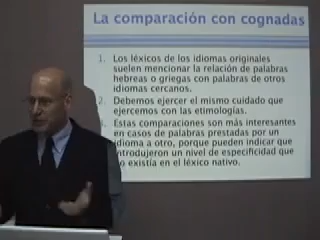 La comparación con cognadas
1. Los léxicos de los idiomas originales
suelen mencionar la relación de palabras
hebreas o griegas con palabras de otros
idiomas cercanos.
2. Debemos ejercer el mismo cuidado que
ejercemos con las etimologías.
Estas comparaciones son más interesantes
en casos de palabras prestadas por un
idioma a otro, porque pueden indicar que
introdujeron un nivel de especificidad que
no existía en el léxico nativo.